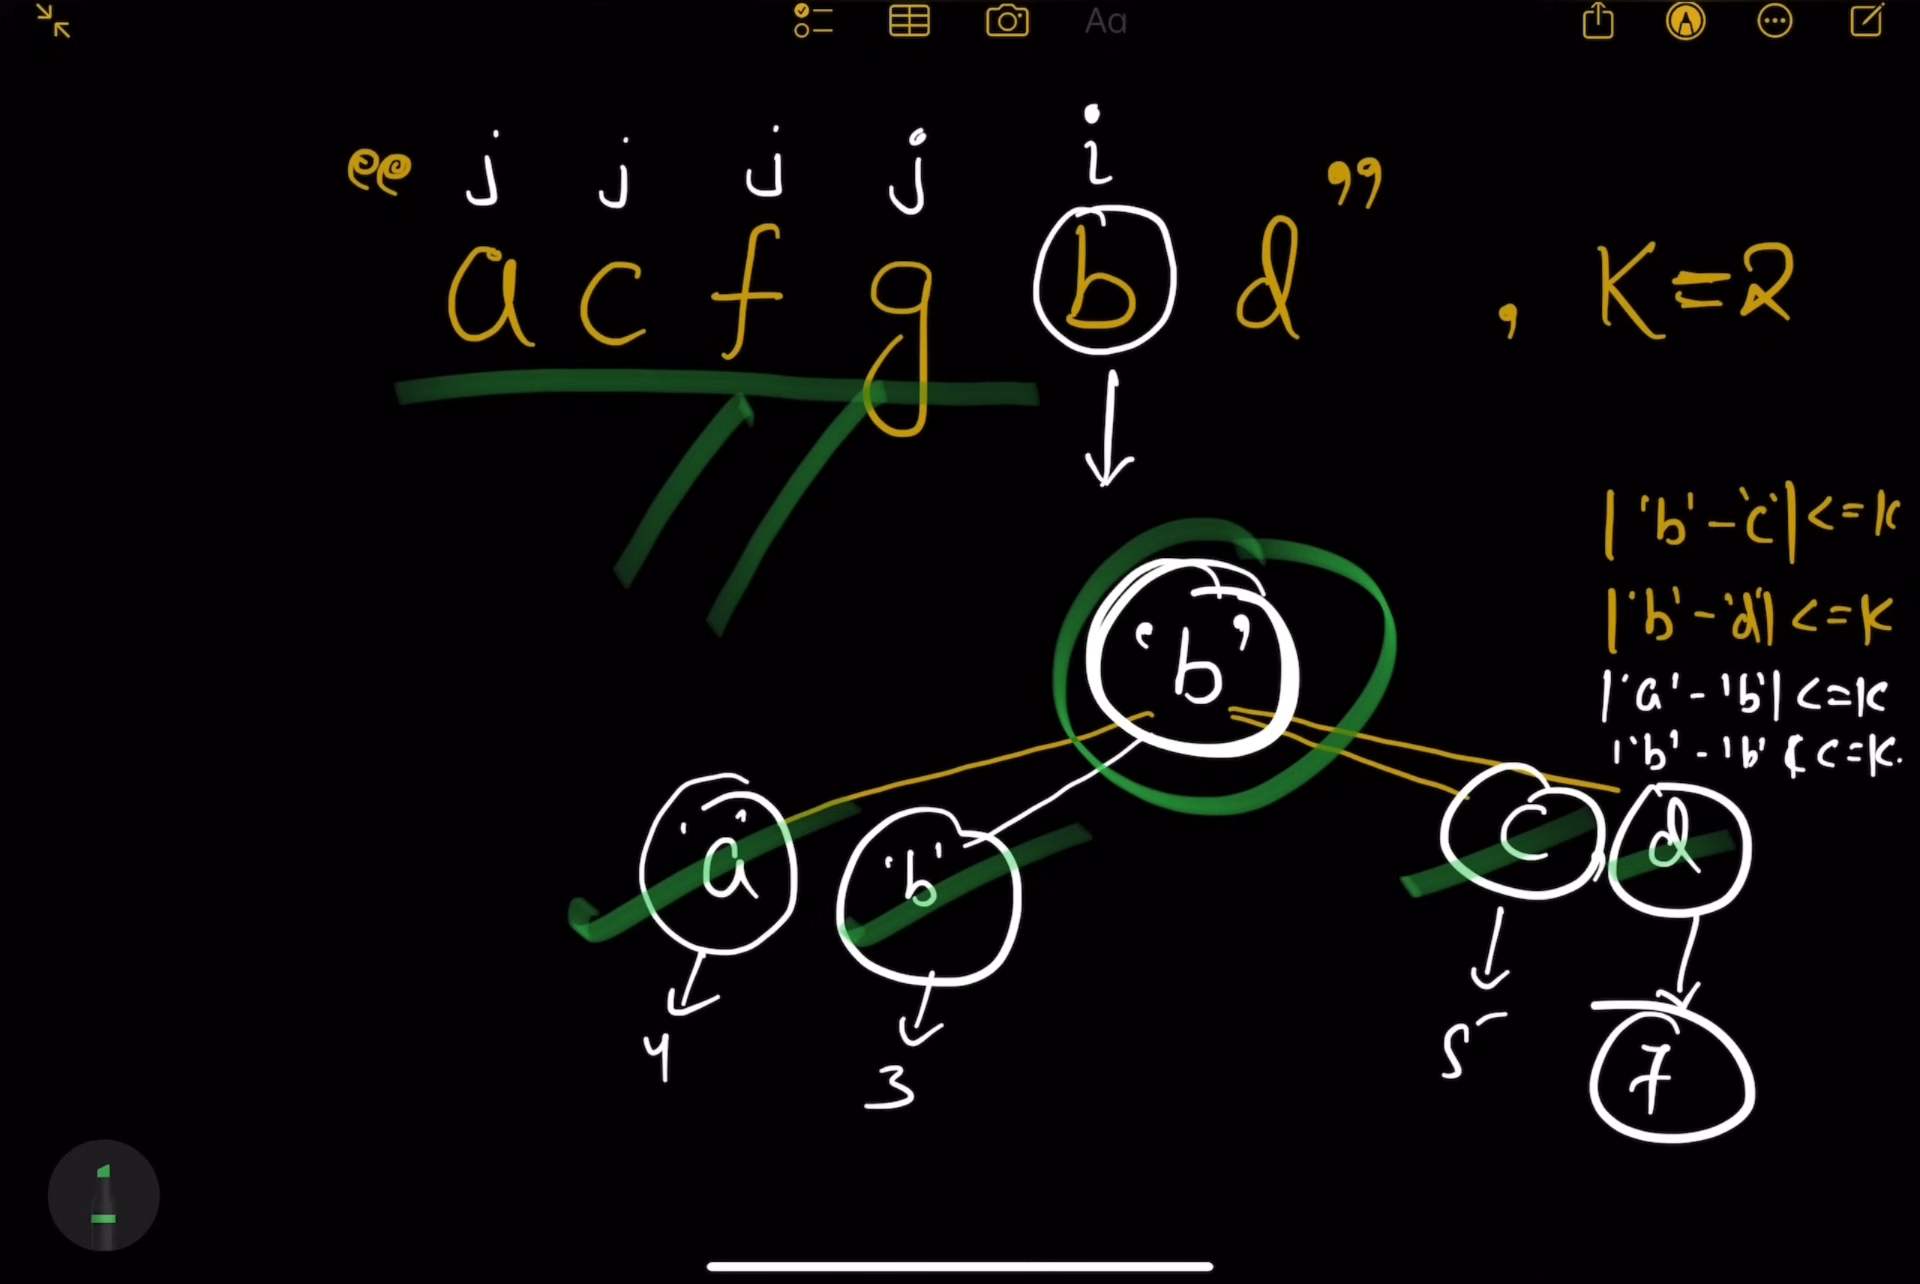 Aa
j j j j i
“ a c f g b d ” , K=2
|'b'-'c'|<=K
|'b'-'d'|<=K
|'a'-'b'|<=K
|'b'-'b'|<=K.
'b'
'a' 'b' c d
4 3 5 7